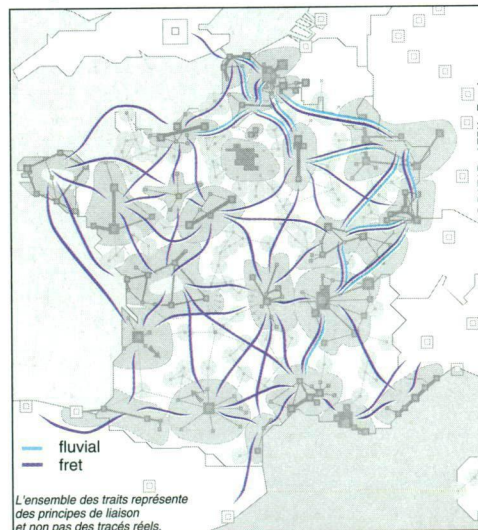 fluvial
fret
L'ensemble des traits représente
des principes de liaison
et non pas des tracés réels.